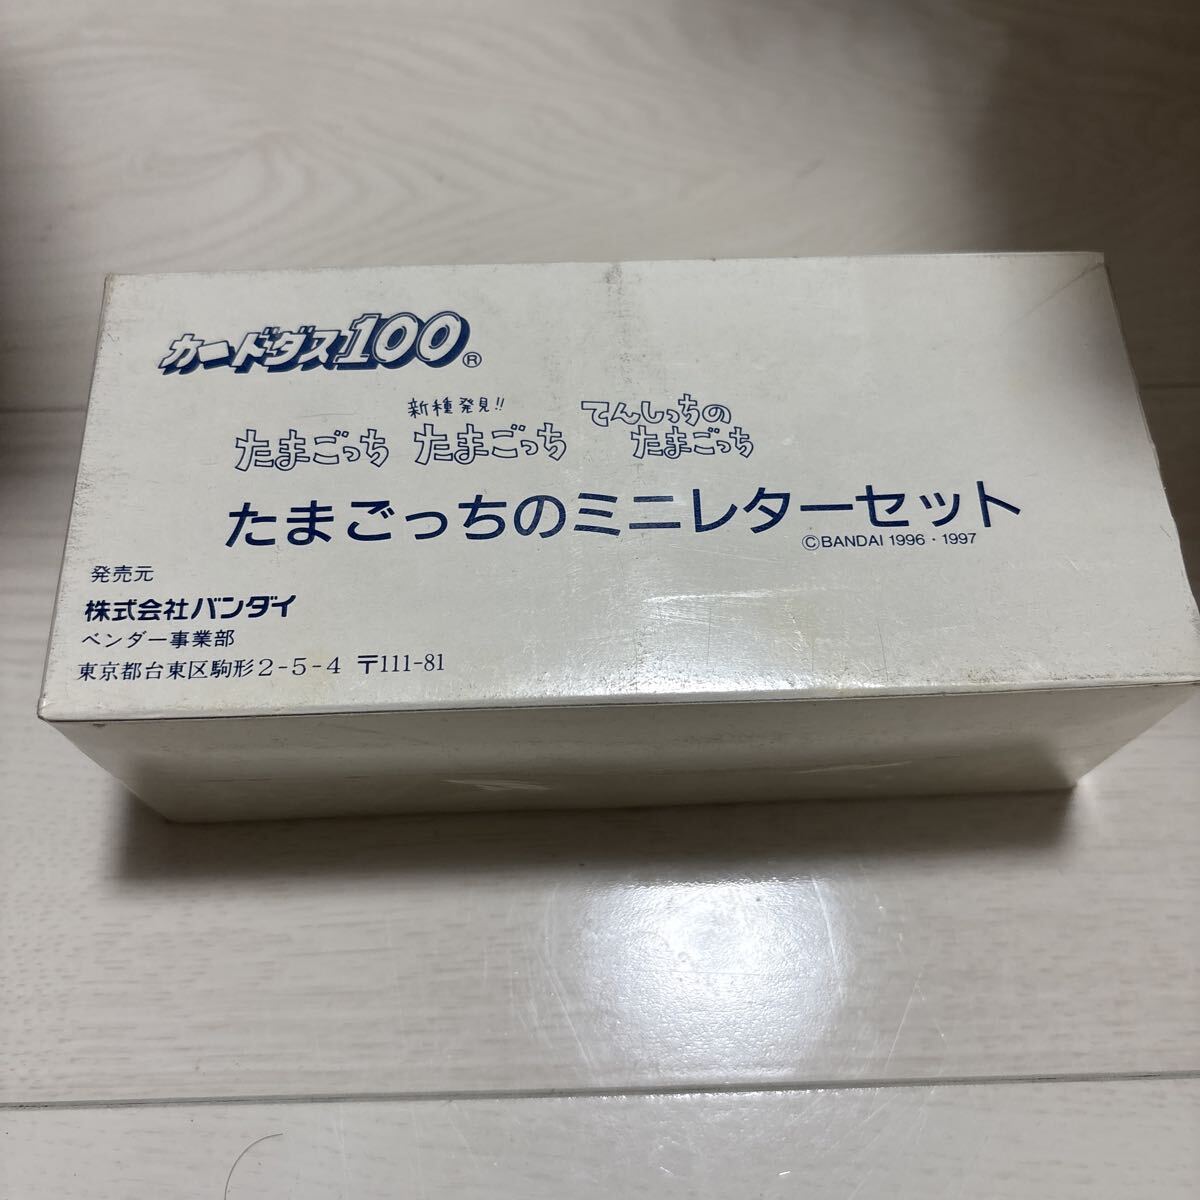 カードダス100®
新種発見!!
たまごっち たまごっち
てんしっちの
たまごっち
たまごっちのミニレターセット
©BANDAI 1996・1997
発売元
株式会社バンダイ
ベンダー事業部
東京都台東区駒形2-5-4 〒111-81